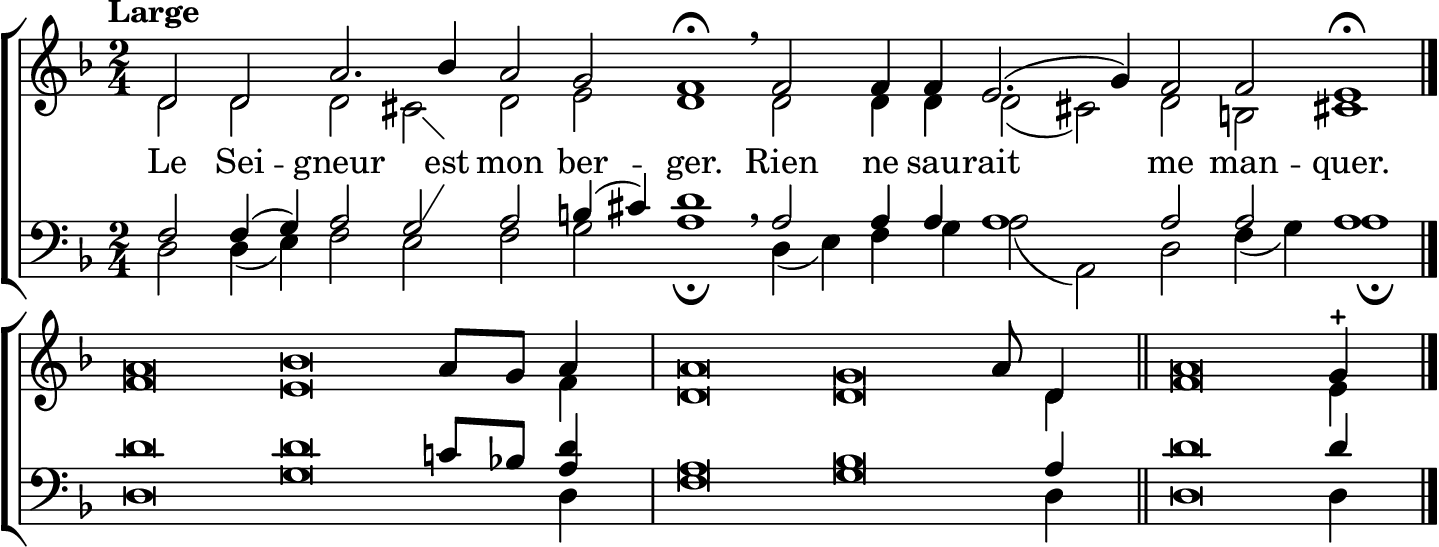 Large
Le Sei - gneur est mon ber - ger. Rien ne saurait me man - quer.